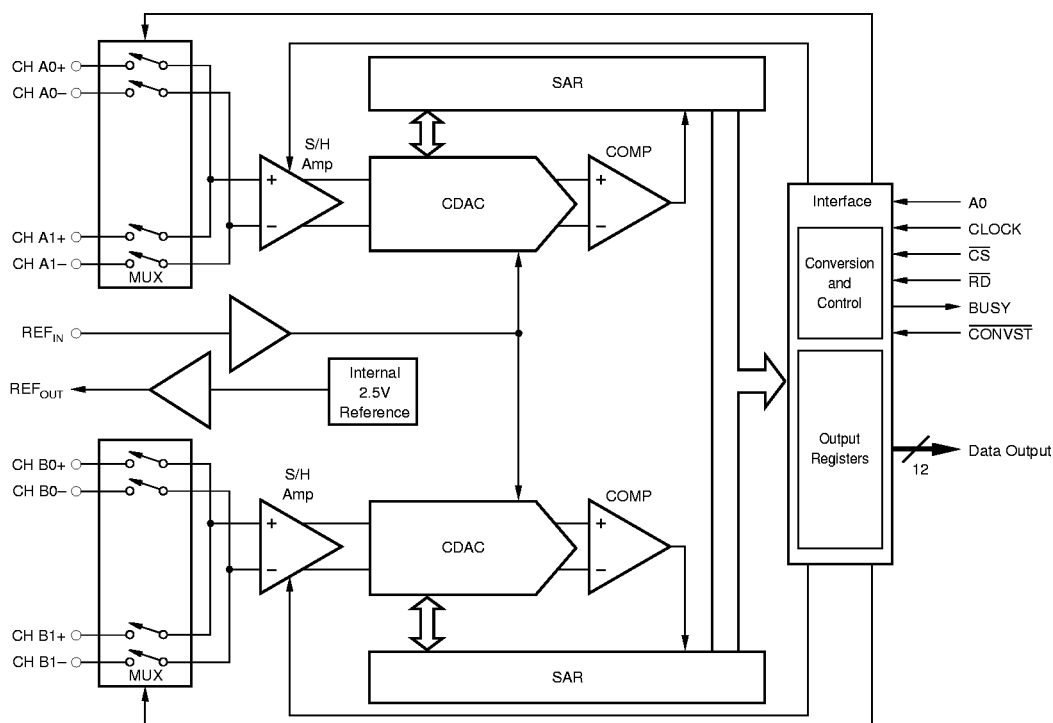 CH A0+
CH A0–
CH A1+
CH A1–
MUX
S/H
Amp
SAR
CDAC
COMP
REFIN
REFOUT
Internal
2.5V
Reference
CH B0+
CH B0–
CH B1+
CH B1–
MUX
S/H
Amp
CDAC
COMP
SAR
Interface
Conversion
and
Control
Output
Registers
A0
CLOCK
CS
RD
BUSY
CONVST
Data Output
12
+
–
+
–
+
–
+
–